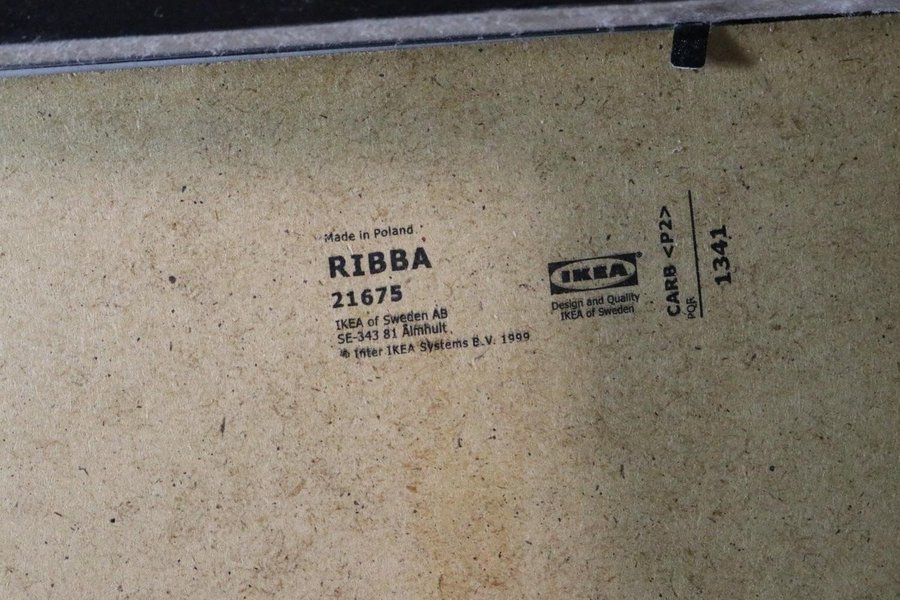 Made in Poland
RIBBA
21675
IKEA of Sweden AB
SE-343 81 Älmhult
© Inter IKEA Systems B.V. 1999
IKEA
Design and Quality
IKEA of Sweden
CARB <P2>
PQR
1341